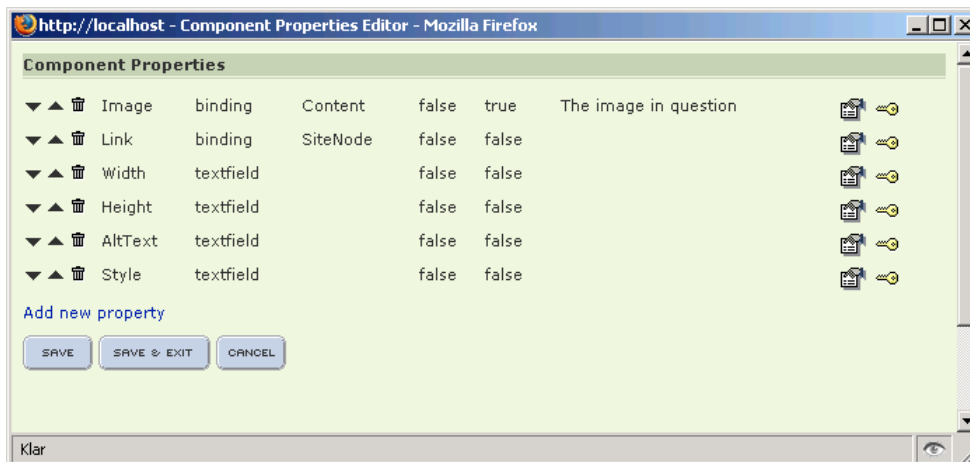 http://localhost - Component Properties Editor - Mozilla Firefox
Component Properties
Image binding Content false true The image in question
Link binding SiteNode false false
Width textfield false false
Height textfield false false
AltText textfield false false
Style textfield false false
Add new property
SAVE SAVE & EXIT CANCEL
Klar